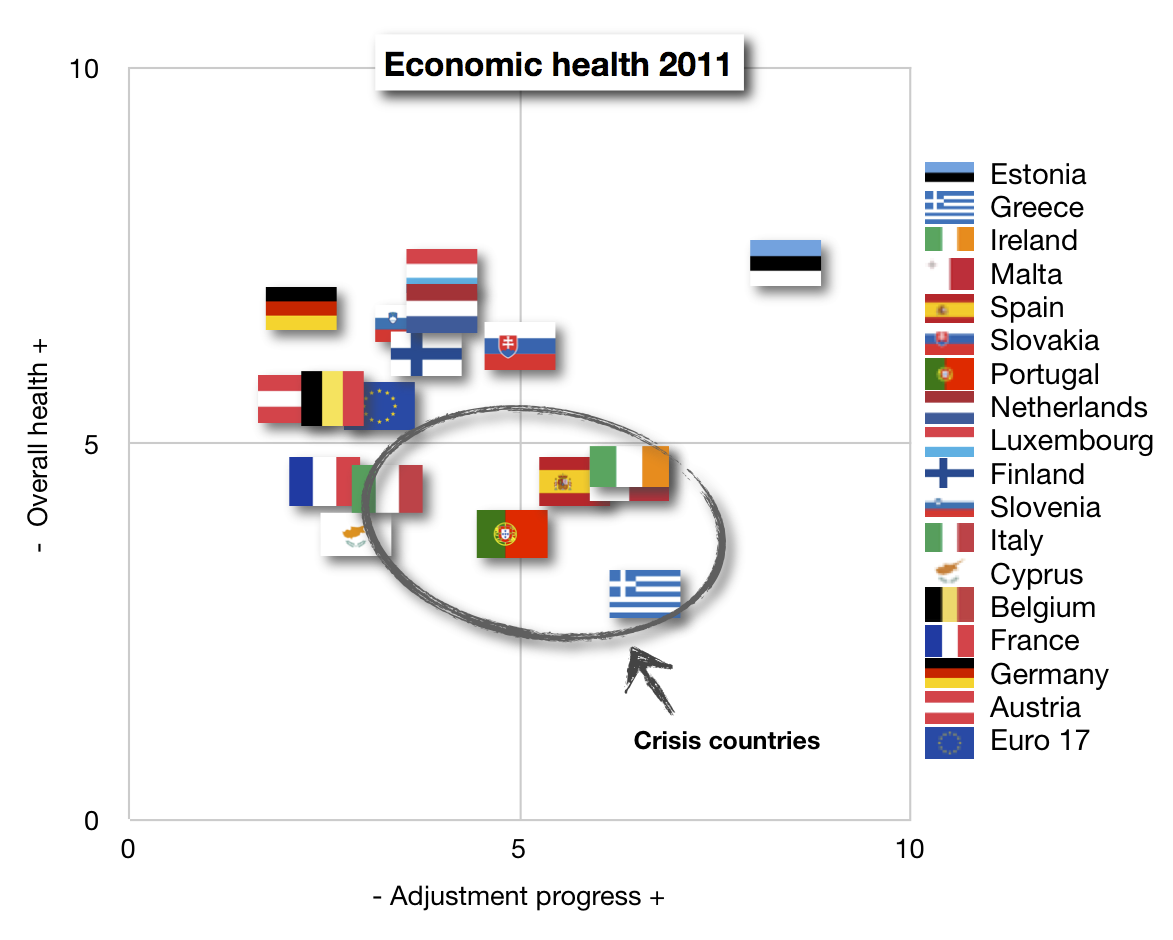 Economic health 2011
10
5
0
0
5
10
- Overall health +
- Adjustment progress +
Crisis countries
Estonia
Greece
Ireland
Malta
Spain
Slovakia
Portugal
Netherlands
Luxembourg
Finland
Slovenia
Italy
Cyprus
Belgium
France
Germany
Austria
Euro 17